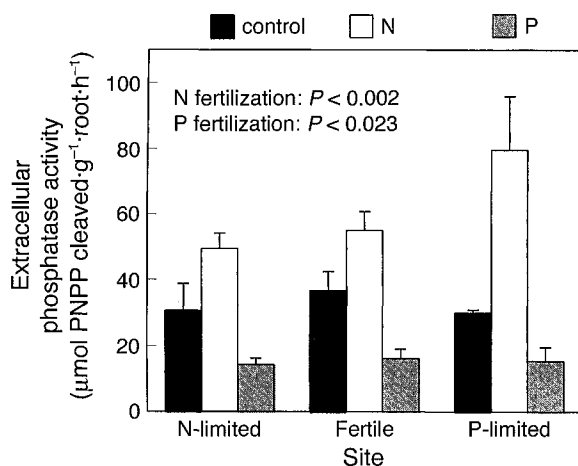 control N P
Extracellular
phosphatase activity
(μmol PNPP cleaved·g⁻¹·root·h⁻¹)
100
80
60
40
20
0
N fertilization: P < 0.002
P fertilization: P < 0.023
N-limited Fertile P-limited
Site